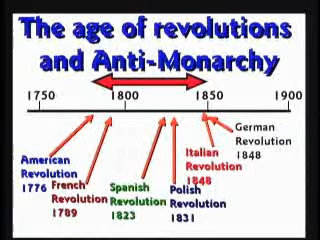 The age of revolutions
and Anti-Monarchy
1750 1800 1850 1900
German
Revolution
1848
Italian
Revolution
1848
American
Revolution
1776
French
Revolution
1789
Spanish
Revolution
1823
Polish
Revolution
1831